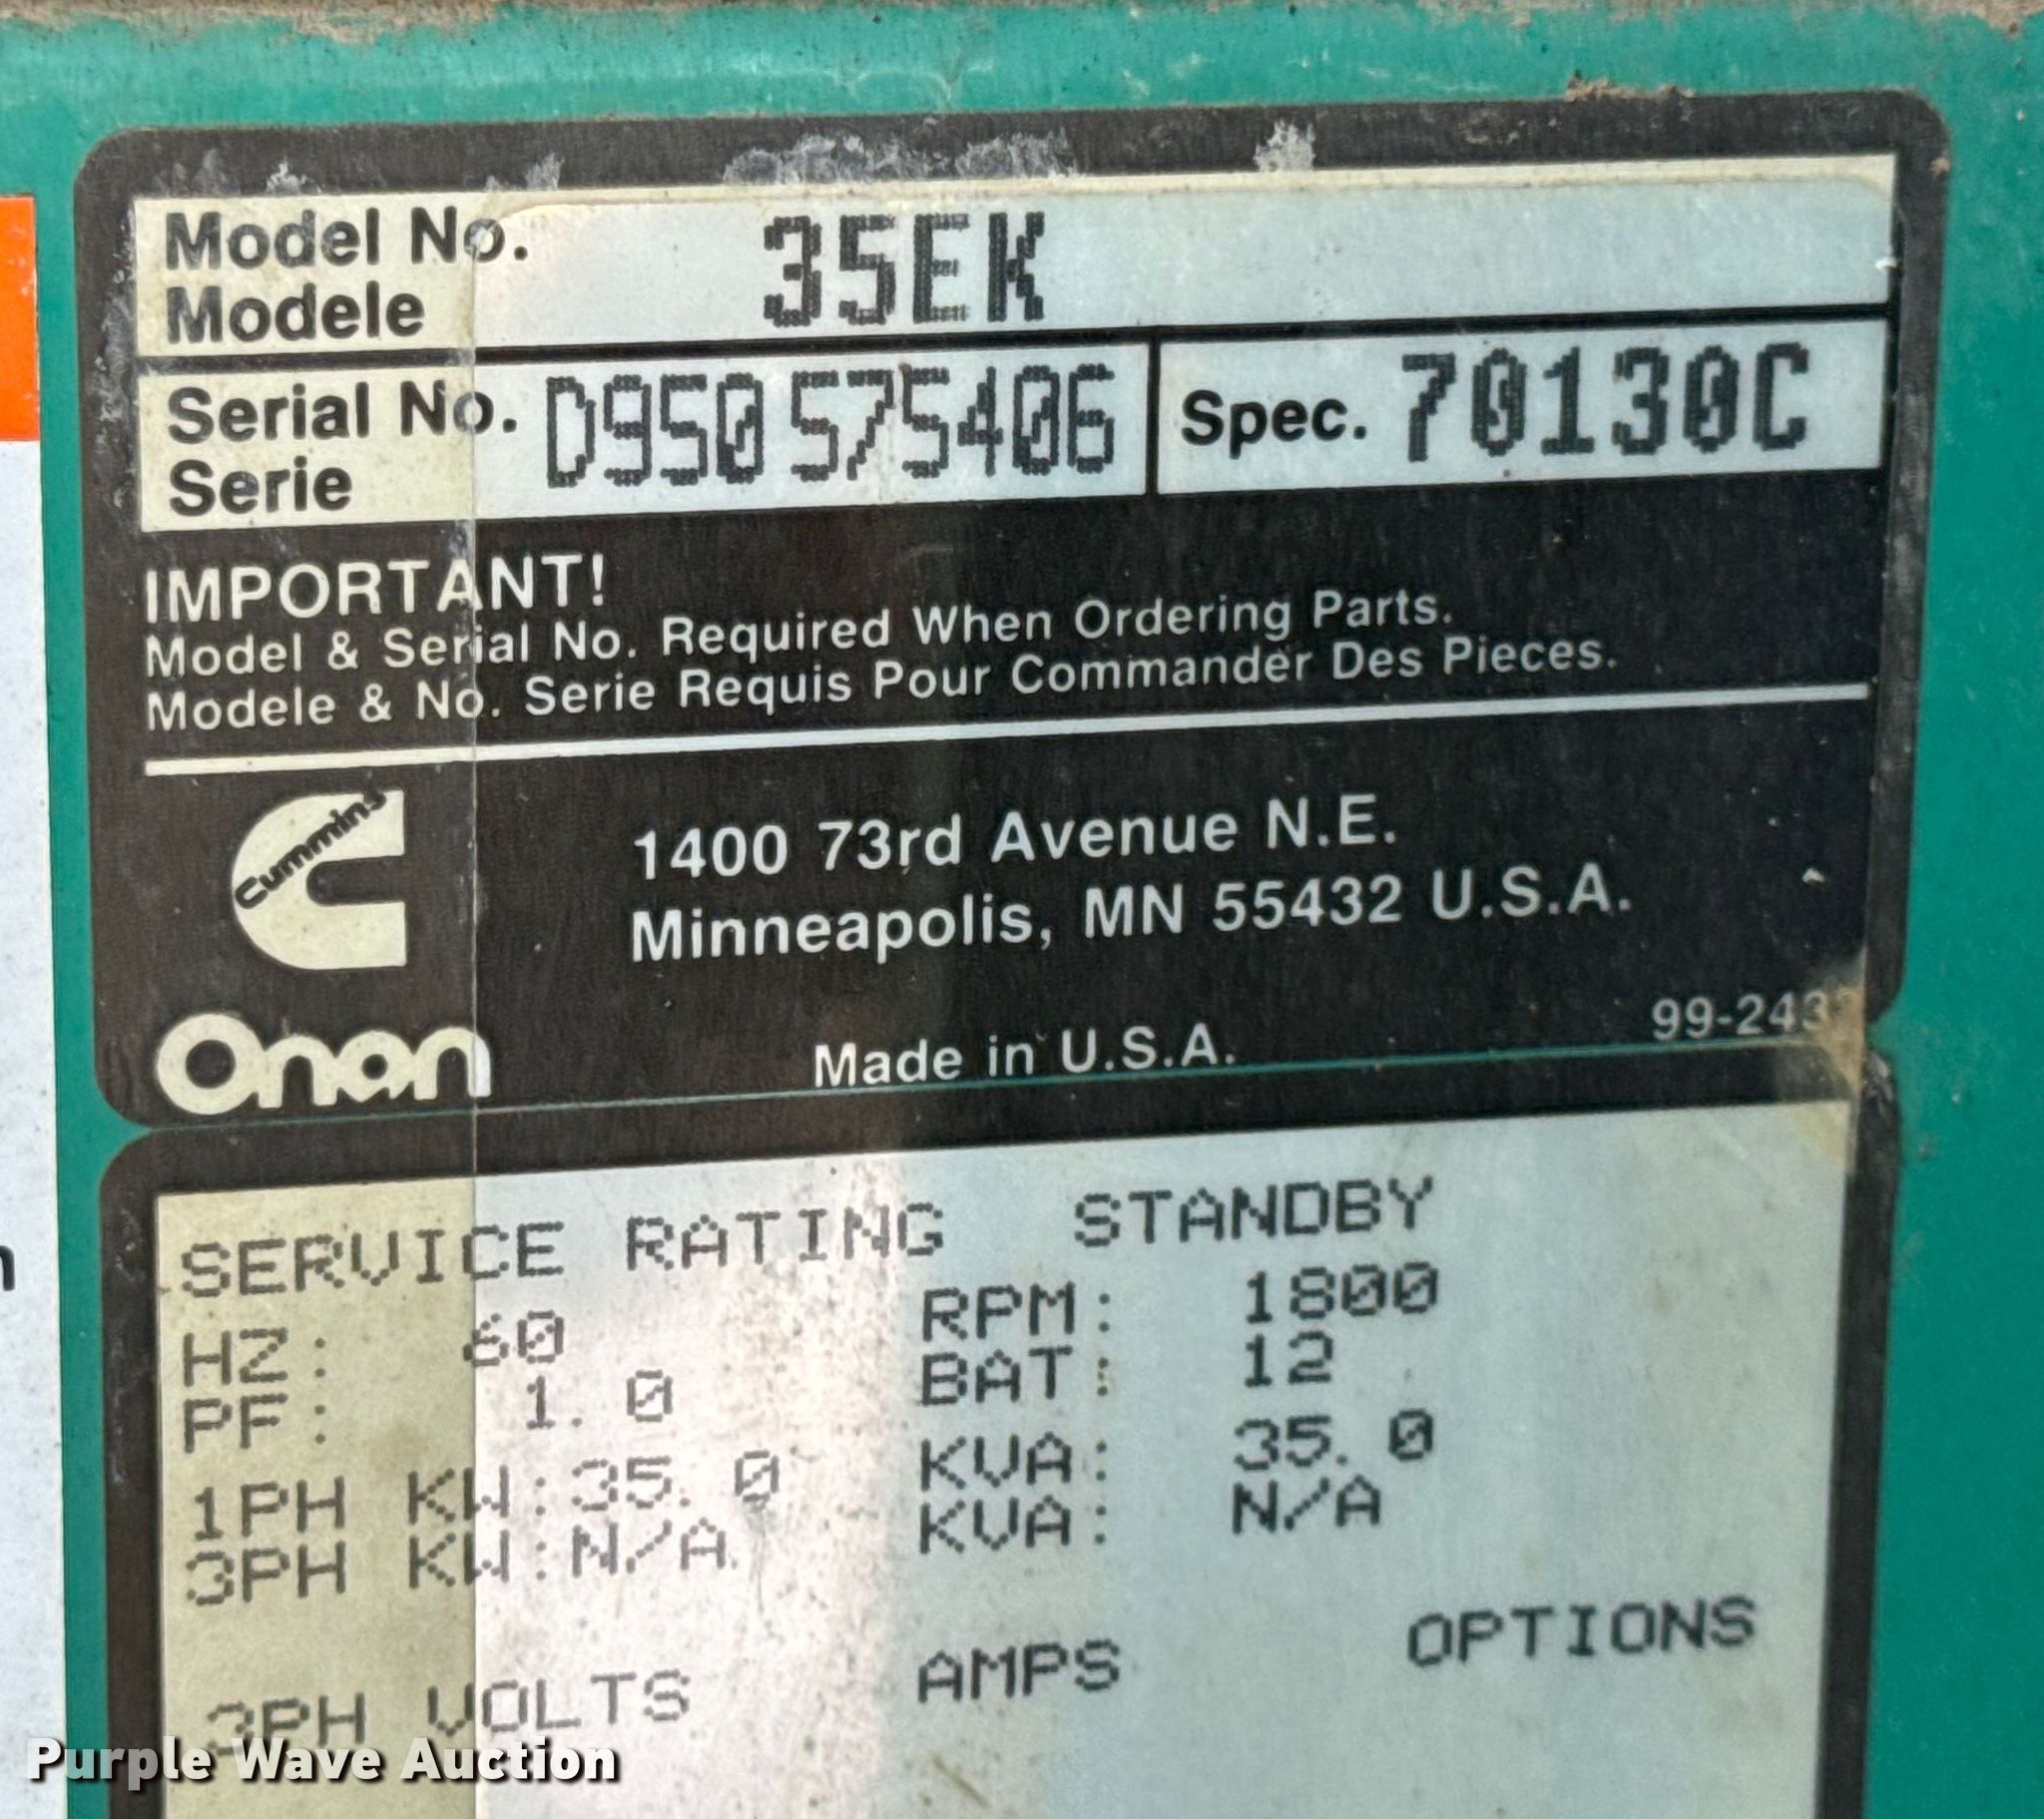 Model No. 35EK
Modele
Serial No. D950575406 Spec. 70130C
Serie
IMPORTANT!
Model & Serial No. Required When Ordering Parts.
Modele & No. Serie Requis Pour Commander Des Pieces.
Cummins
1400 73rd Avenue N.E.
Minneapolis, MN 55432 U.S.A.
Onan
Made in U.S.A.
SERVICE RATING STANDBY
HZ: 60 RPM: 1800
PF: 1.0 BAT: 12
1PH KW:35.0 KVA: 35.0
3PH KW:N/A KVA: N/A
3PH VOLTS AMPS OPTIONS
Purple Wave Auction